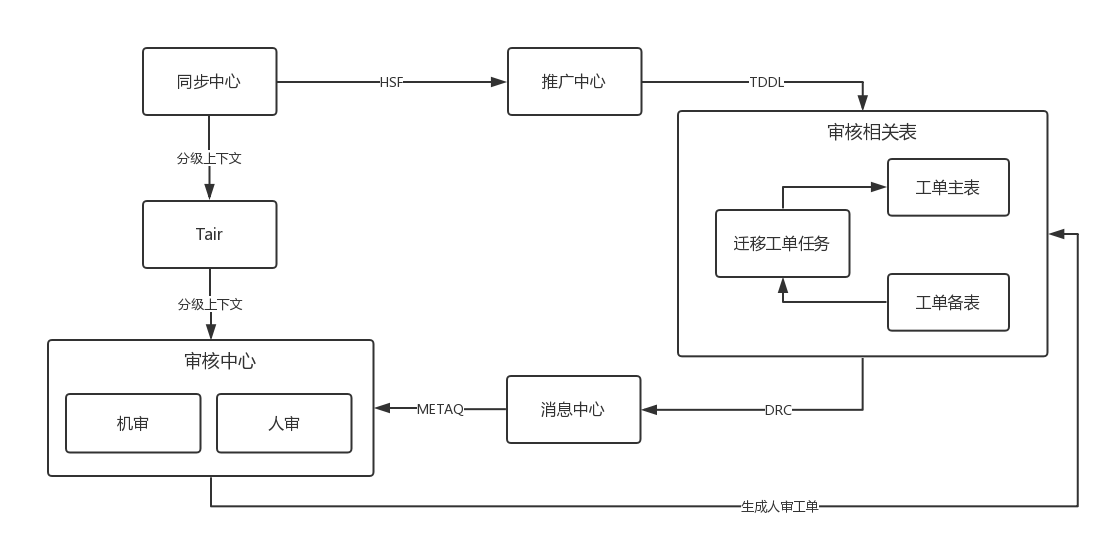 同步中心
HSF
推广中心
TDDL
审核相关表
分级上下文
工单主表
Tair
迁移工单任务
分级上下文
工单备表
审核中心
机审
人审
METAQ
消息中心
DRC
生成人审工单